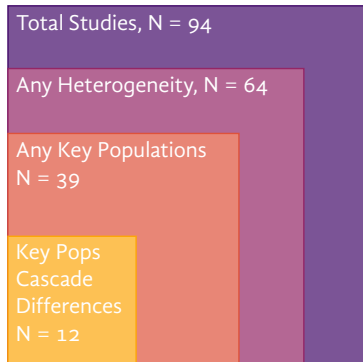 Total Studies, N = 94
Any Heterogeneity, N = 64
Any Key Populations
N = 39
Key Pops
Cascade
Differences
N = 12